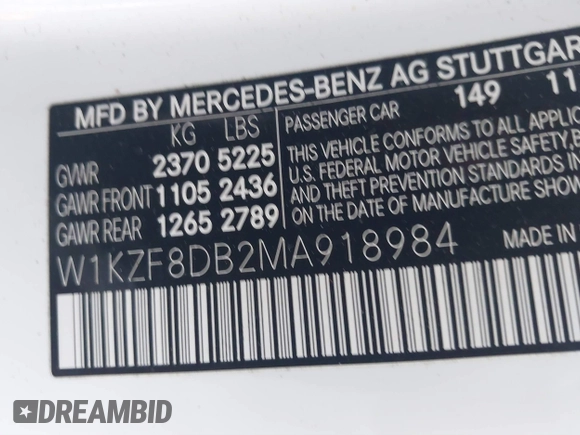 MFD BY MERCEDES-BENZ AG STUTTGAR
KG LBS
GVWR 2370 5225
GAWR FRONT 1105 2436
GAWR REAR 1265 2789
PASSENGER CAR 149 11
THIS VEHICLE CONFORMS TO ALL APPLIC
U.S. FEDERAL MOTOR VEHICLE SAFETY,
AND THEFT PREVENTION STANDARDS IN
OF MANUFACTURE DATE SHOW
W1KZF8DB2MA918984
MADE IN
DREAMBID